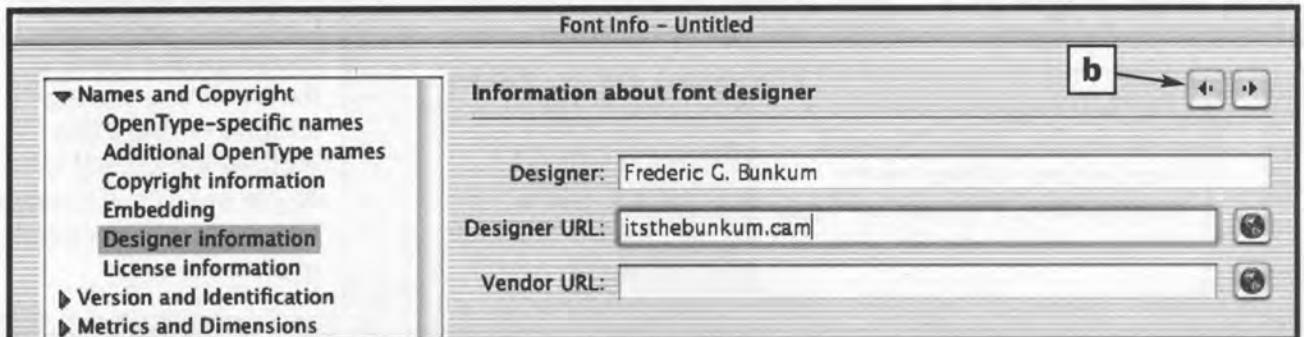 Font Info – Untitled
b
Names and Copyright
OpenType-specific names
Additional OpenType names
Copyright information
Embedding
Designer information
License information
Version and Identification
Metrics and Dimensions
Information about font designer
Designer: Frederic G. Bunkum
Designer URL: itsthebunkum.cam
Vendor URL: